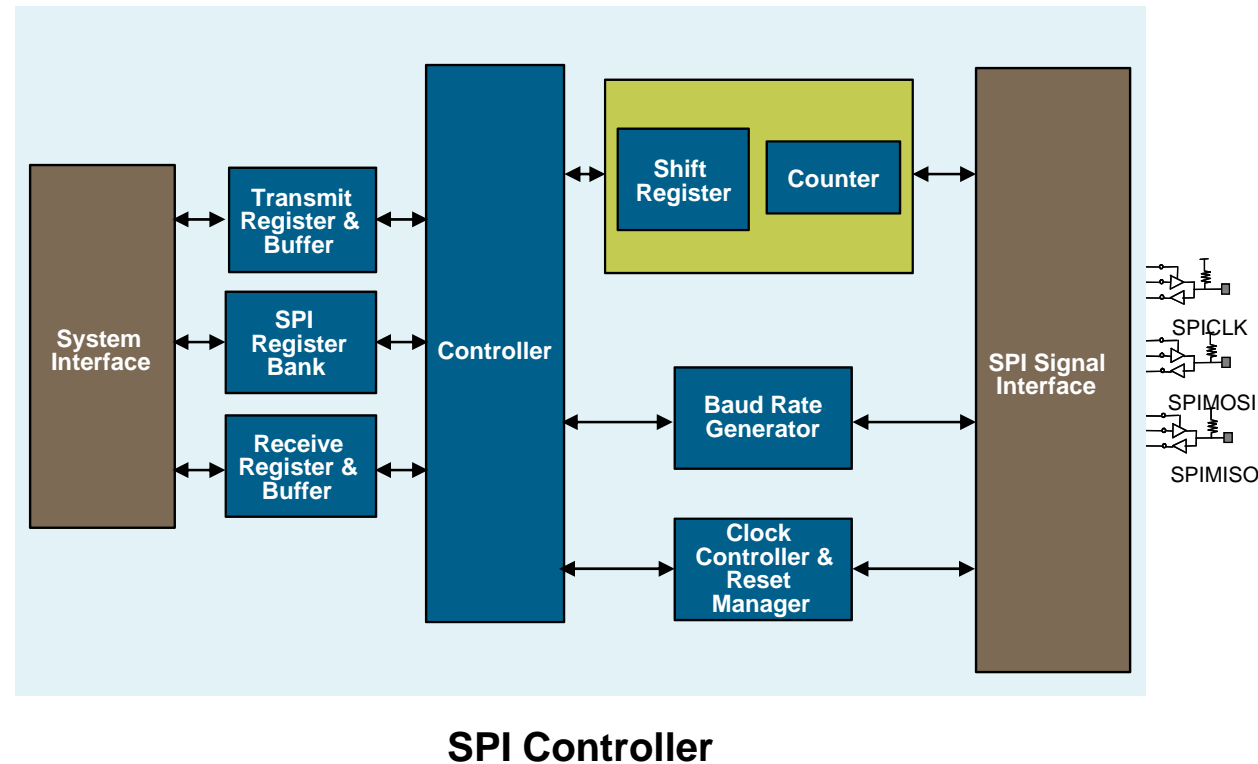 System
Interface
Transmit
Register &
Buffer
SPI
Register
Bank
Receive
Register &
Buffer
Controller
Shift
Register
Counter
Baud Rate
Generator
Clock
Controller &
Reset
Manager
SPI Signal
Interface
SPICLK
SPIMOSI
SPIMISO
SPI Controller